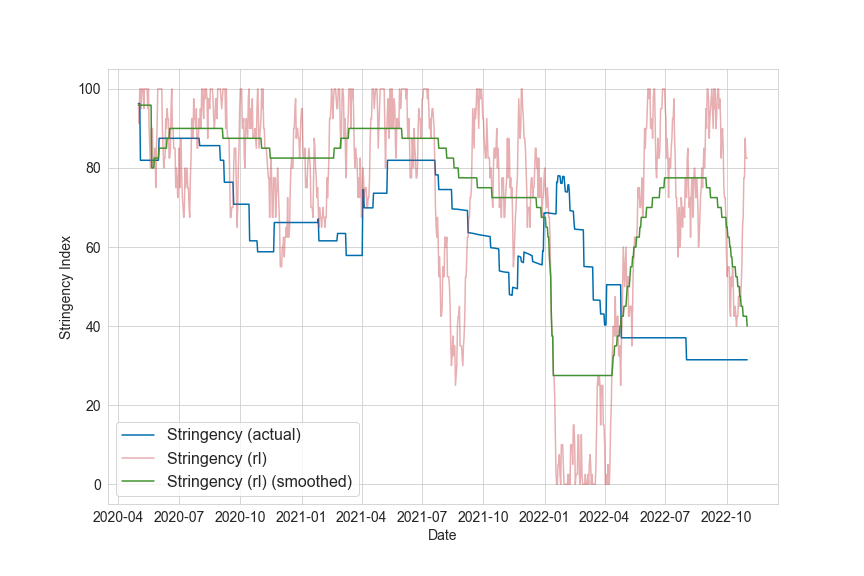 100
80
60
40
20
0
Stringency Index
Stringency (actual)
Stringency (rl)
Stringency (rl) (smoothed)
2020-04 2020-07 2020-10 2021-01 2021-04 2021-07 2021-10 2022-01 2022-04 2022-07 2022-10
Date